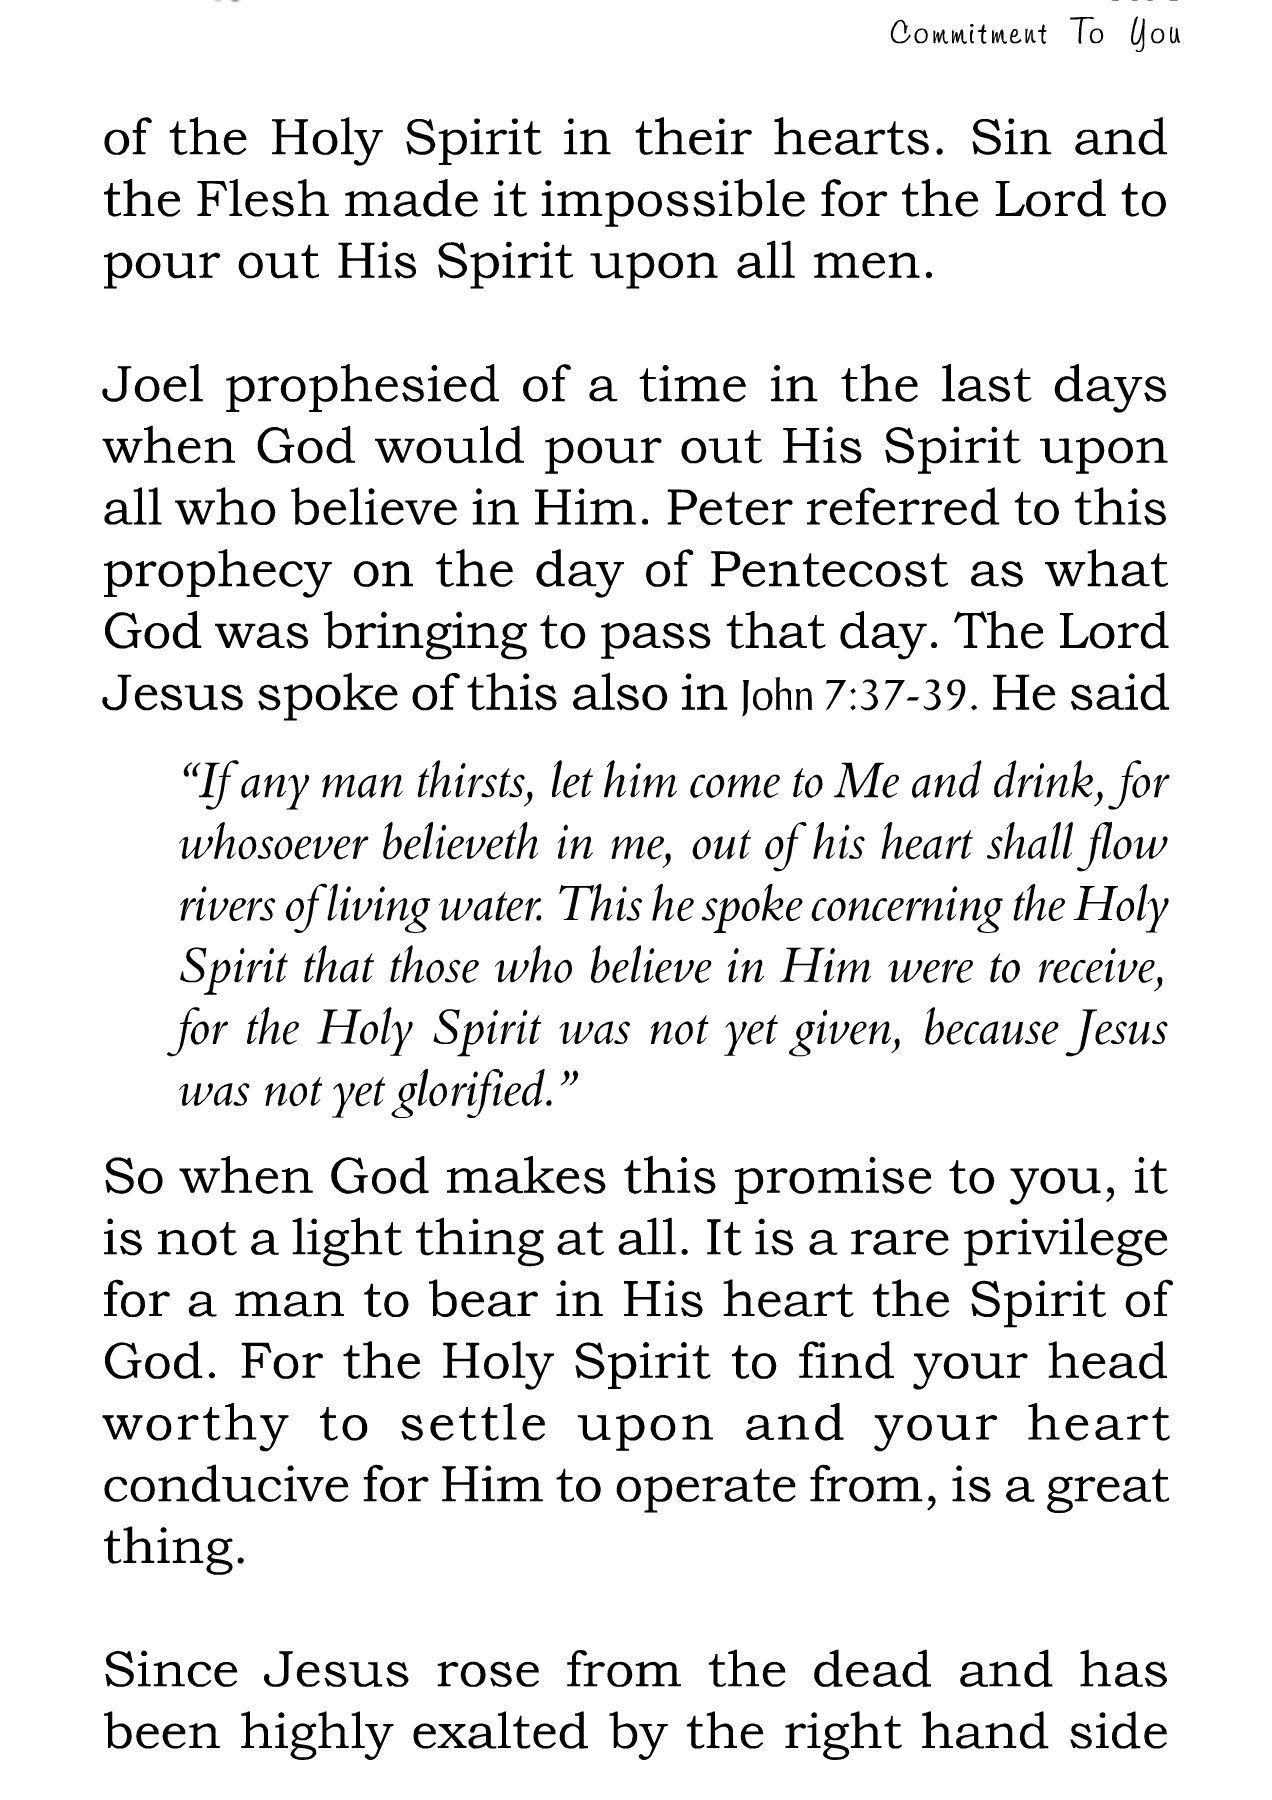 Commitment To You
of the Holy Spirit in their hearts. Sin and
the Flesh made it impossible for the Lord to
pour out His Spirit upon all men.
Joel prophesied of a time in the last days
when God would pour out His Spirit upon
all who believe in Him. Peter referred to this
prophecy on the day of Pentecost as what
God was bringing to pass that day. The Lord
Jesus spoke of this also in John 7:37-39. He said
“If any man thirsts, let him come to Me and drink, for
whosoever believeth in me, out of his heart shall flow
rivers of living water. This he spoke concerning the Holy
Spirit that those who believe in Him were to receive,
for the Holy Spirit was not yet given, because Jesus
was not yet glorified.”
So when God makes this promise to you, it
is not a light thing at all. It is a rare privilege
for a man to bear in His heart the Spirit of
God. For the Holy Spirit to find your head
worthy to settle upon and your heart
conducive for Him to operate from, is a great
thing.
Since Jesus rose from the dead and has
been highly exalted by the right hand side